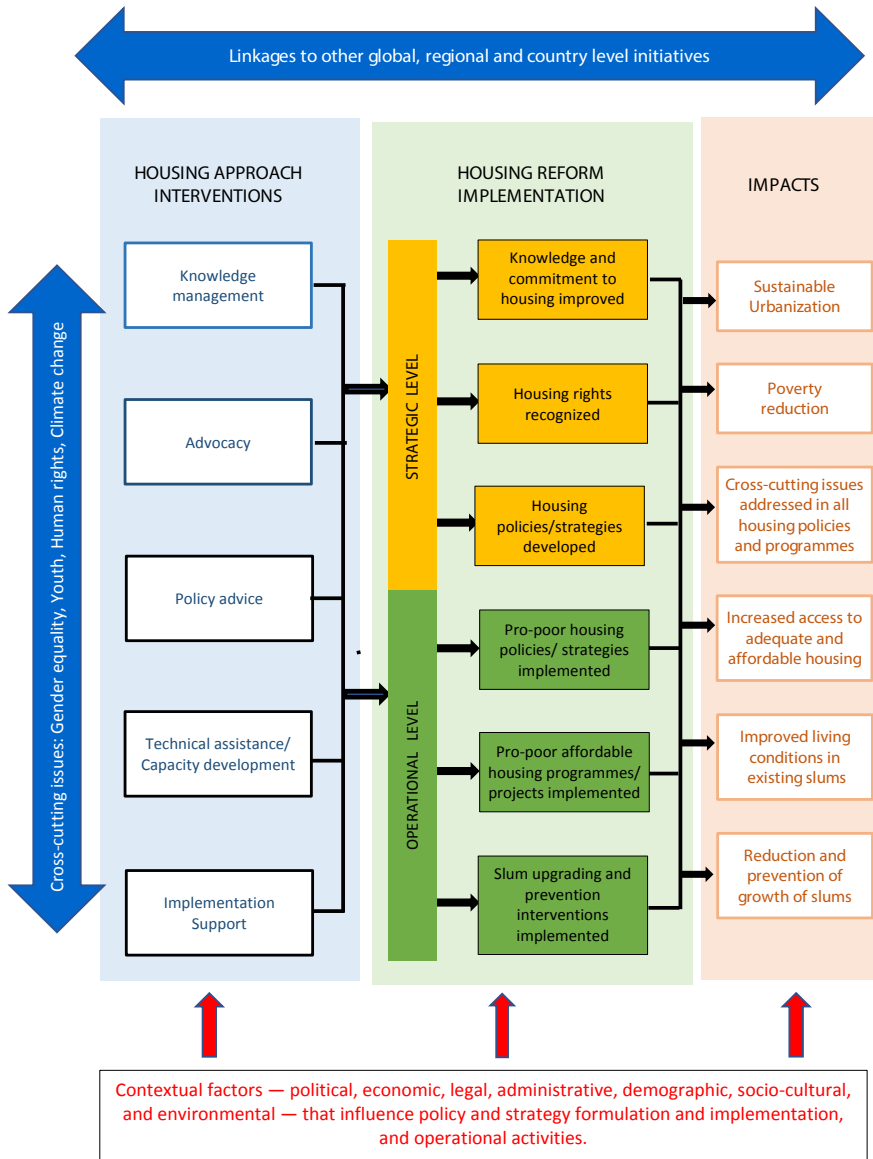 Linkages to other global, regional and country level initiatives
HOUSING APPROACH
INTERVENTIONS
HOUSING REFORM
IMPLEMENTATION
IMPACTS
Cross-cutting issues: Gender equality, Youth, Human rights, Climate change
Knowledge
management
Advocacy
Policy advice
Technical assistance/
Capacity development
Implementation
Support
STRATEGIC LEVEL
OPERATIONAL LEVEL
Knowledge and
commitment to
housing improved
Housing rights
recognized
Housing
policies/strategies
developed
Pro-poor housing
policies/ strategies
implemented
Pro-poor affordable
housing programmes/
projects implemented
Slum upgrading and
prevention
interventions
implemented
Sustainable
Urbanization
Poverty
reduction
Cross-cutting issues
addressed in all
housing policies
and programmes
Increased access to
adequate and
affordable housing
Improved living
conditions in
existing slums
Reduction and
prevention of
growth of slums
Contextual factors — political, economic, legal, administrative, demographic, socio-cultural,
and environmental — that influence policy and strategy formulation and implementation,
and operational activities.